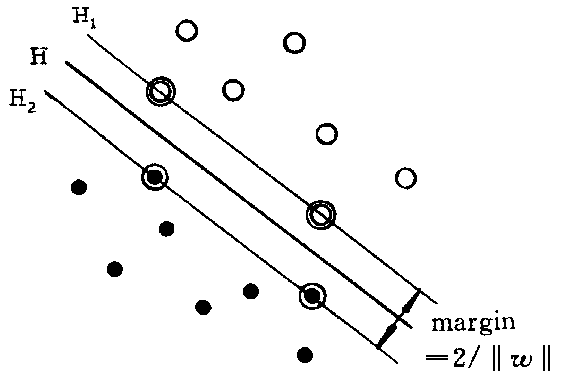 H₁
H
H₂
margin
=2/‖w‖